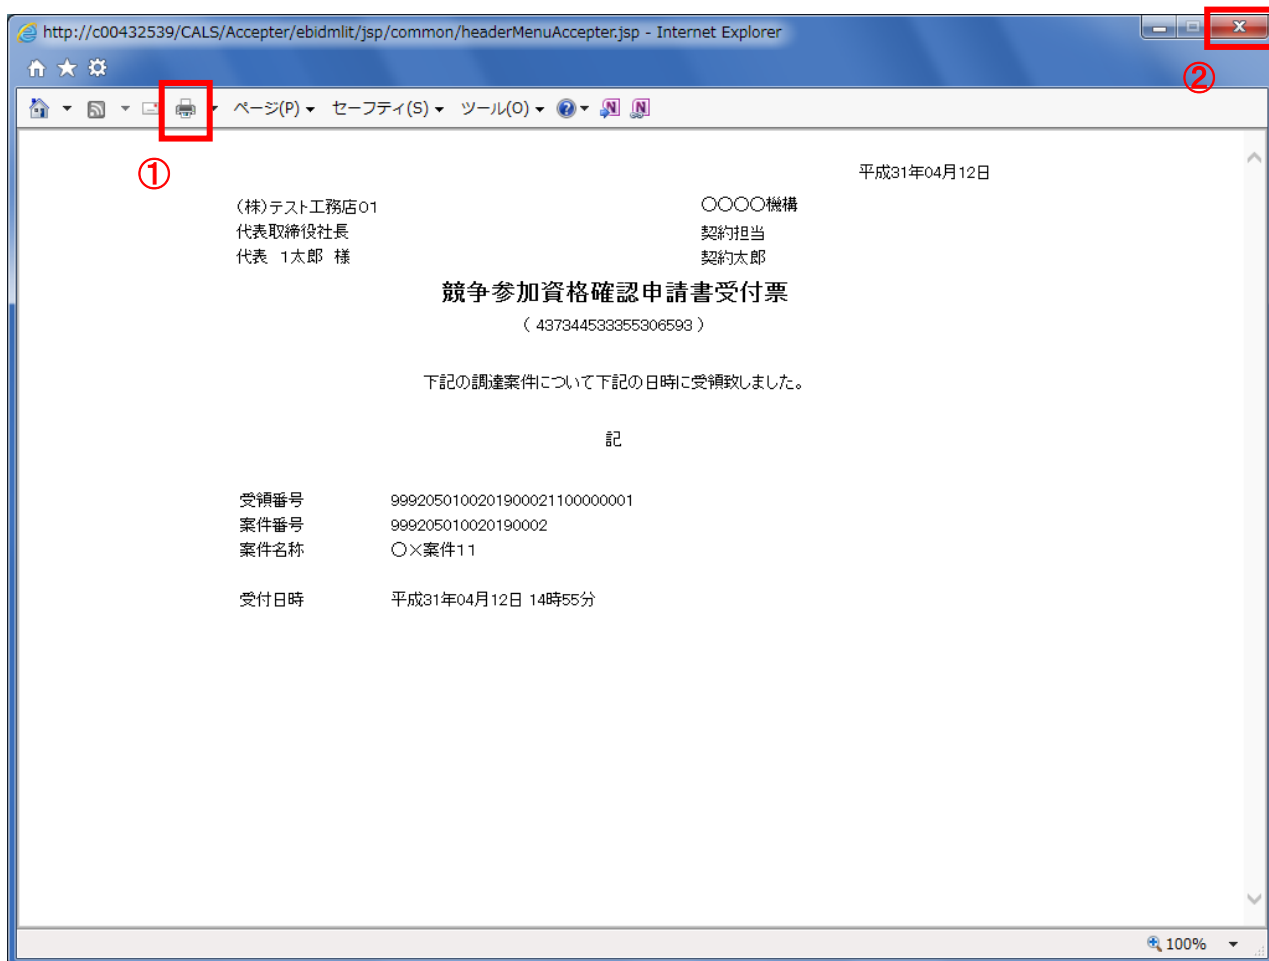 http://c00432539/CALS/Accepter/ebidmlit/jsp/common/headerMenuAccepter.jsp - Internet Explorer
②
ページ(P) セーフティ(S) ツール(O)
①
平成31年04月12日
(株)テスト工務店01
〇〇〇〇機構
代表取締役社長
契約担当
代表 1太郎 様
契約太郎
競争参加資格確認申請書受付票
( 437344533355306593 )
下記の調達案件について下記の日時に受領致しました。
記
受領番号 9992050100201900021100000001
案件番号 999205010020190002
案件名称 〇×案件11
受付日時 平成31年04月12日 14時55分
100%